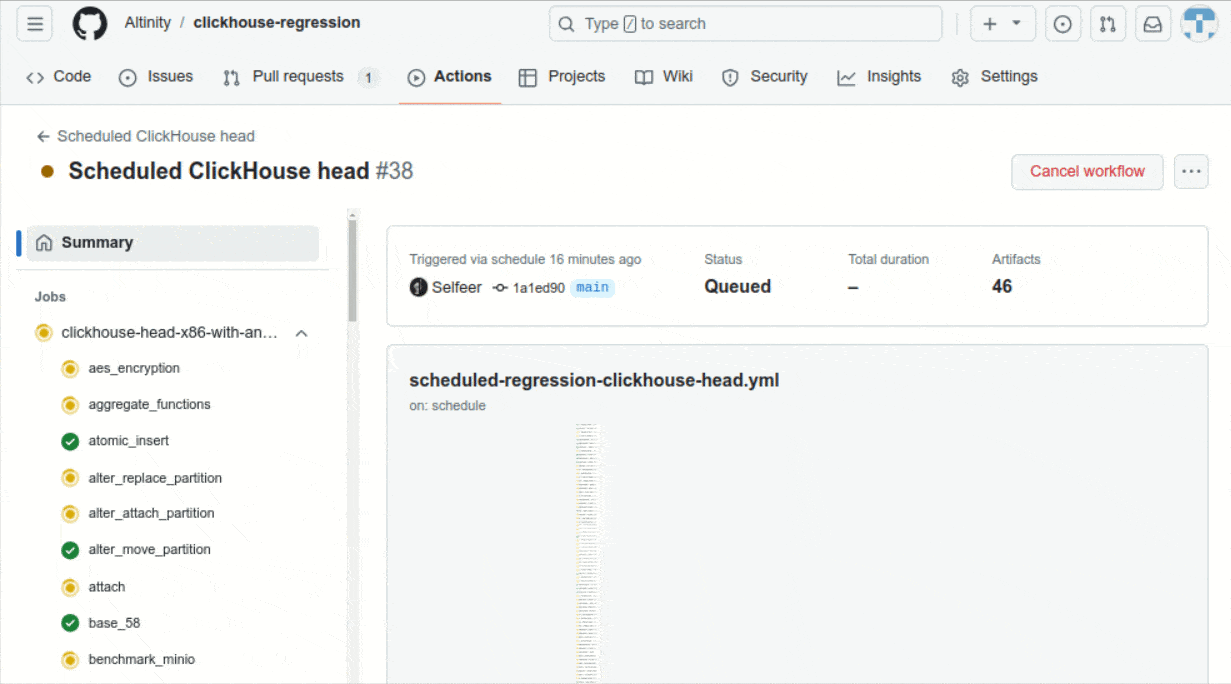 Altinity / clickhouse-regression
Type / to search
Code Issues Pull requests 1 Actions Projects Wiki Security Insights Settings
Scheduled ClickHouse head
Scheduled ClickHouse head #38
Cancel workflow
Summary
Jobs
clickhouse-head-x86-with-an...
aes_encryption
aggregate_functions
atomic_insert
alter_replace_partition
alter_attach_partition
alter_move_partition
attach
base_58
benchmark_minio
Triggered via schedule 16 minutes ago
Selfeer 1a1ed90 main
Status
Queued
Total duration
–
Artifacts
46
scheduled-regression-clickhouse-head.yml
on: schedule